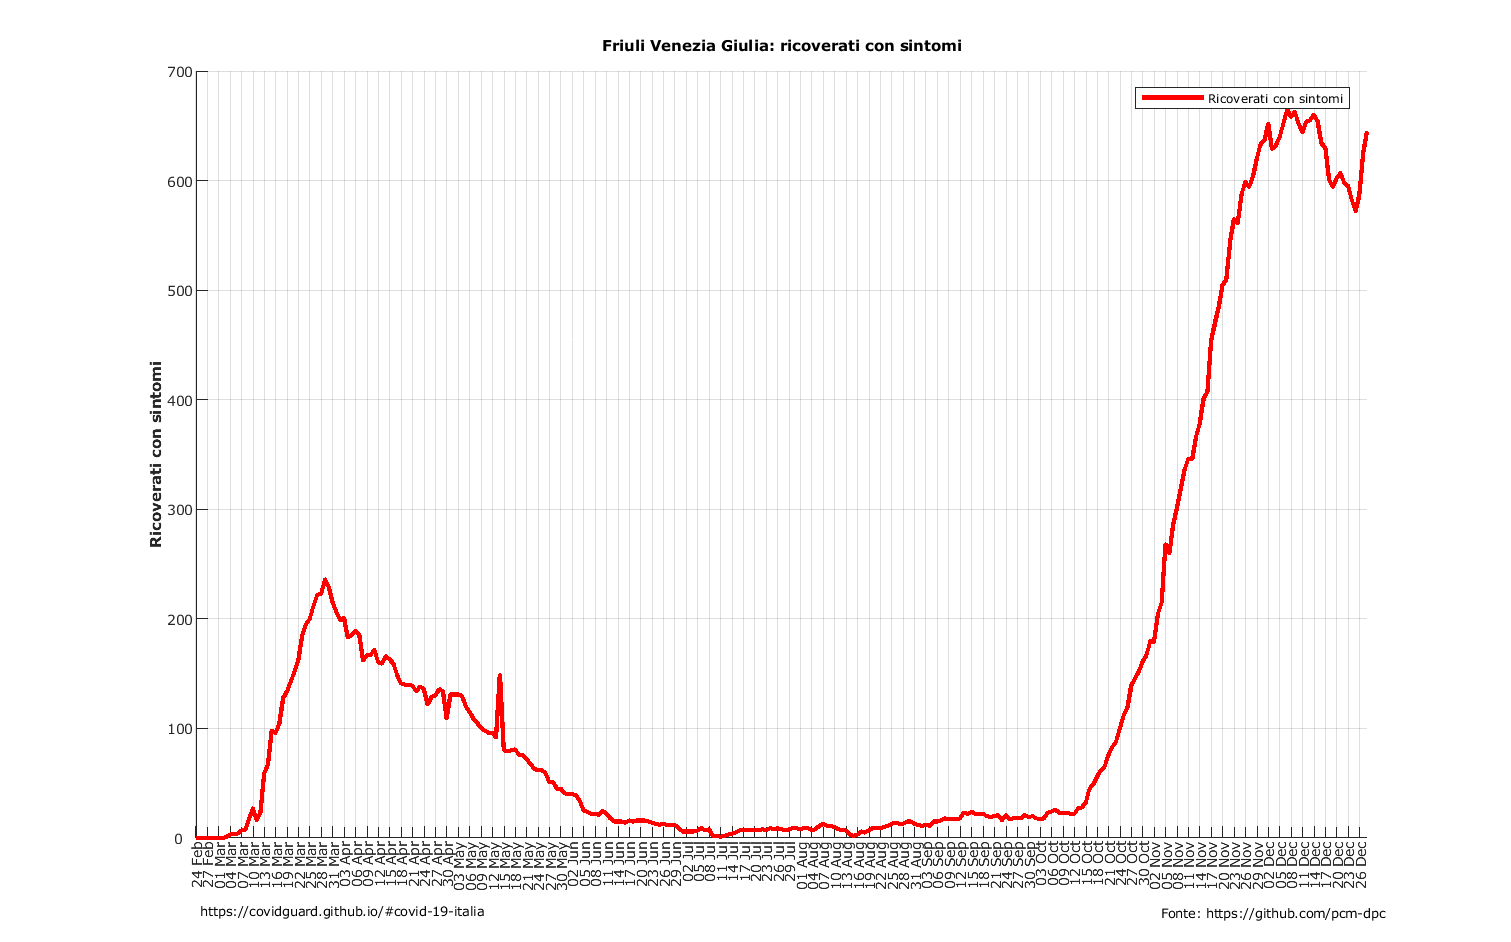 Friuli Venezia Giulia: ricoverati con sintomi
Ricoverati con sintomi
Ricoverati con sintomi
700
600
500
400
300
200
100
0
24 Feb
27 Feb
01 Mar
04 Mar
07 Mar
10 Mar
13 Mar
16 Mar
19 Mar
22 Mar
25 Mar
28 Mar
31 Mar
03 Apr
06 Apr
09 Apr
12 Apr
15 Apr
18 Apr
21 Apr
24 Apr
27 Apr
30 Apr
03 May
06 May
09 May
12 May
15 May
18 May
21 May
24 May
27 May
30 May
02 Jun
05 Jun
08 Jun
11 Jun
14 Jun
17 Jun
20 Jun
23 Jun
26 Jun
29 Jun
02 Jul
05 Jul
08 Jul
11 Jul
14 Jul
17 Jul
20 Jul
23 Jul
26 Jul
29 Jul
01 Aug
04 Aug
07 Aug
10 Aug
13 Aug
16 Aug
19 Aug
22 Aug
25 Aug
28 Aug
31 Aug
03 Sep
06 Sep
09 Sep
12 Sep
15 Sep
18 Sep
21 Sep
24 Sep
27 Sep
30 Sep
03 Oct
06 Oct
09 Oct
12 Oct
15 Oct
18 Oct
21 Oct
24 Oct
27 Oct
30 Oct
02 Nov
05 Nov
08 Nov
11 Nov
14 Nov
17 Nov
20 Nov
23 Nov
26 Nov
29 Nov
02 Dec
05 Dec
08 Dec
11 Dec
14 Dec
17 Dec
20 Dec
23 Dec
26 Dec
https://covidguard.github.io/#covid-19-italia
Fonte: https://github.com/pcm-dpc